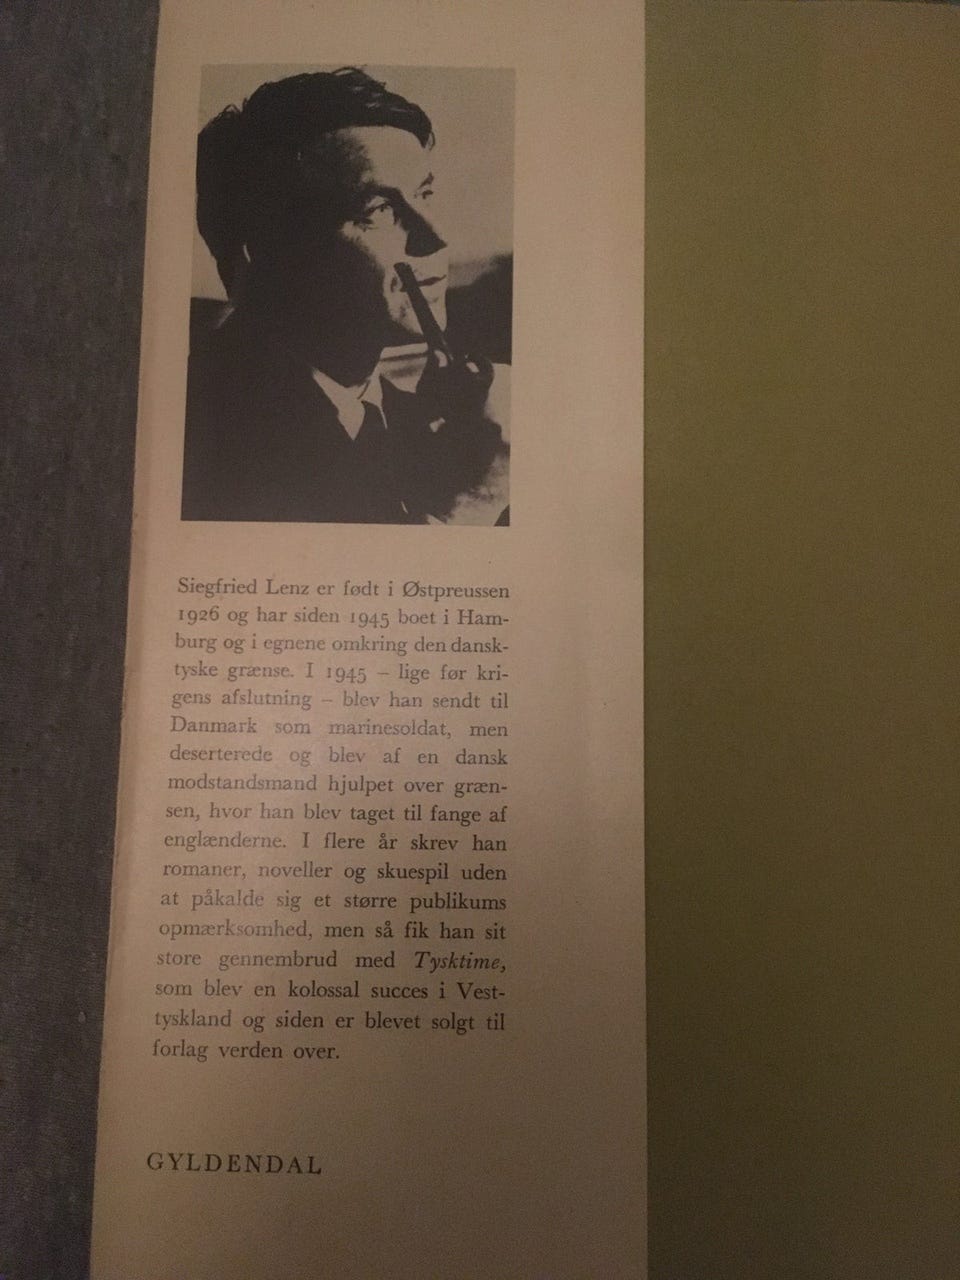 Siegfried Lenz er født i Østpreussen
1926 og har siden 1945 boet i Ham-
burg og i egnene omkring den dansk-
tyske grænse. I 1945 – lige før kri-
gens afslutning – blev han sendt til
Danmark som marinesoldat, men
deserterede og blev af en dansk
modstandsmand hjulpet over græn-
sen, hvor han blev taget til fange af
englænderne. I flere år skrev han
romaner, noveller og skuespil uden
at påkalde sig et større publikums
opmærksomhed, men så fik han sit
store gennembrud med Tysktime,
som blev en kolossal succes i Vest-
tyskland og siden er blevet solgt til
forlag verden over.
GYLDENDAL